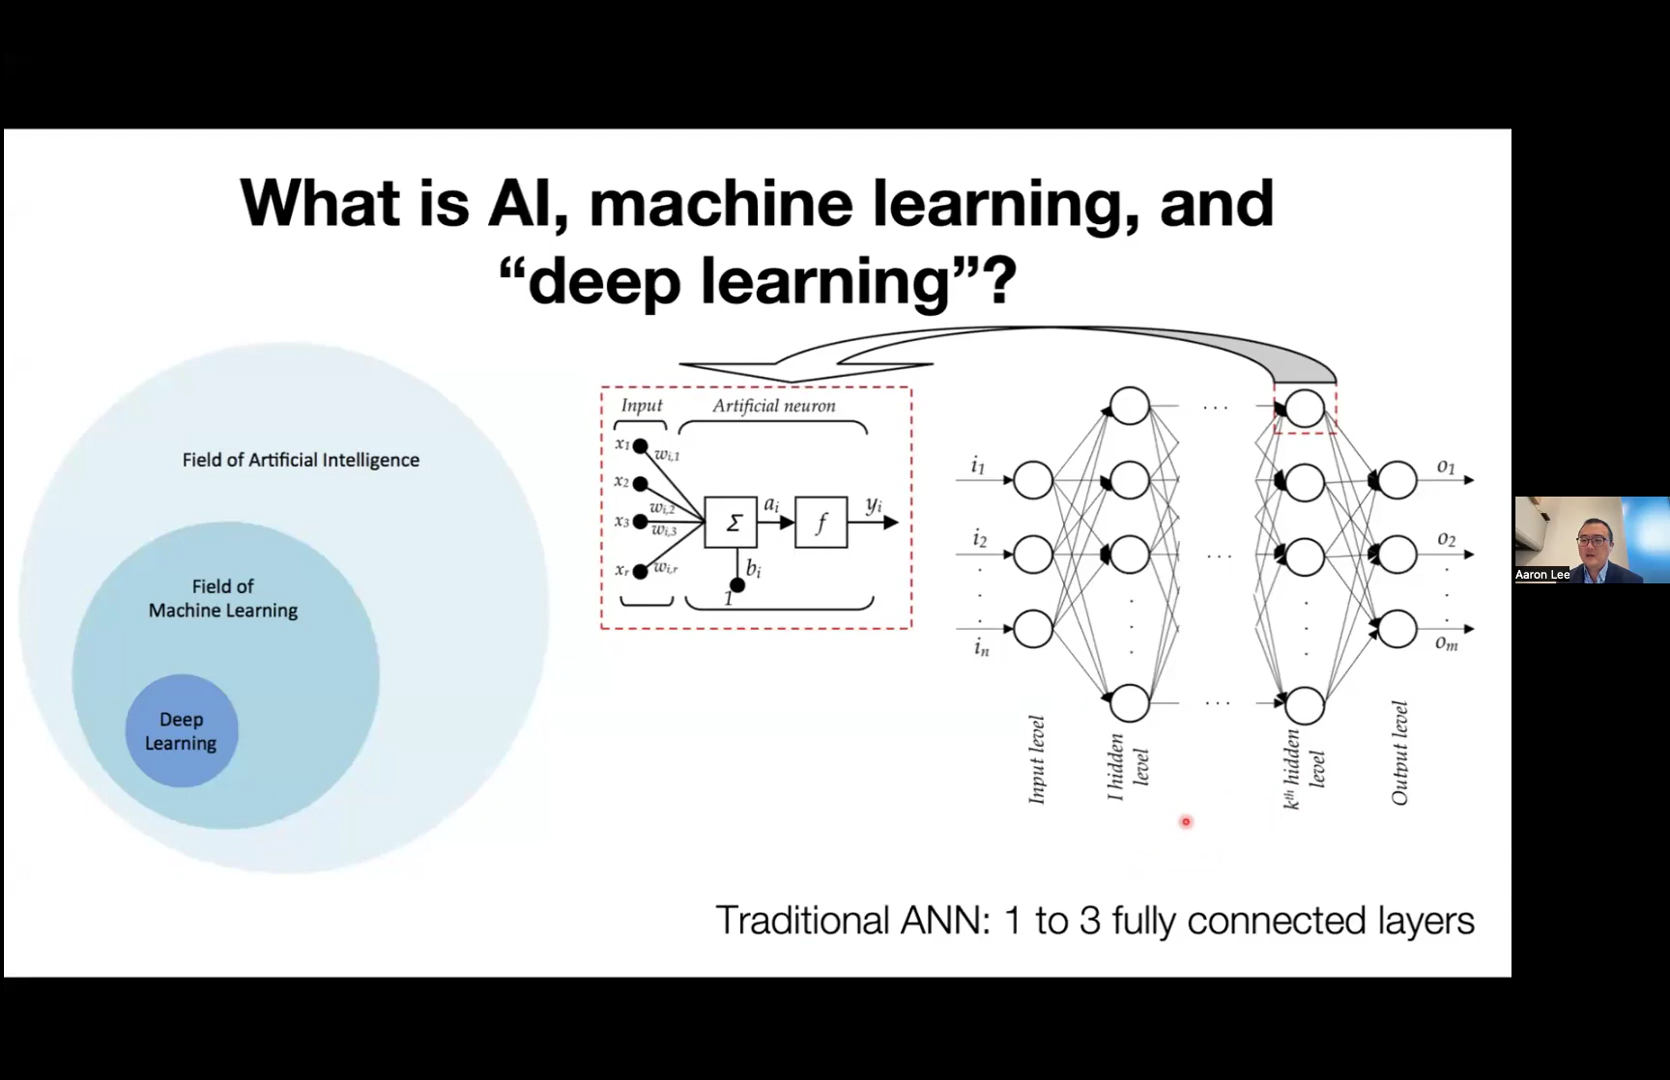 What is AI, machine learning, and
“deep learning”?
Field of Artificial Intelligence
Field of
Machine Learning
Deep
Learning
Input
Artificial neuron
x1
wi,1
x2
wi,2
x3
wi,3
xr
wi,r
Σ
ai
f
yi
bi
1
i1
i2
in
. . .
. . .
. . .
o1
o2
om
Input level
I hidden
level
kth hidden
level
Output level
Traditional ANN: 1 to 3 fully connected layers
Aaron Lee